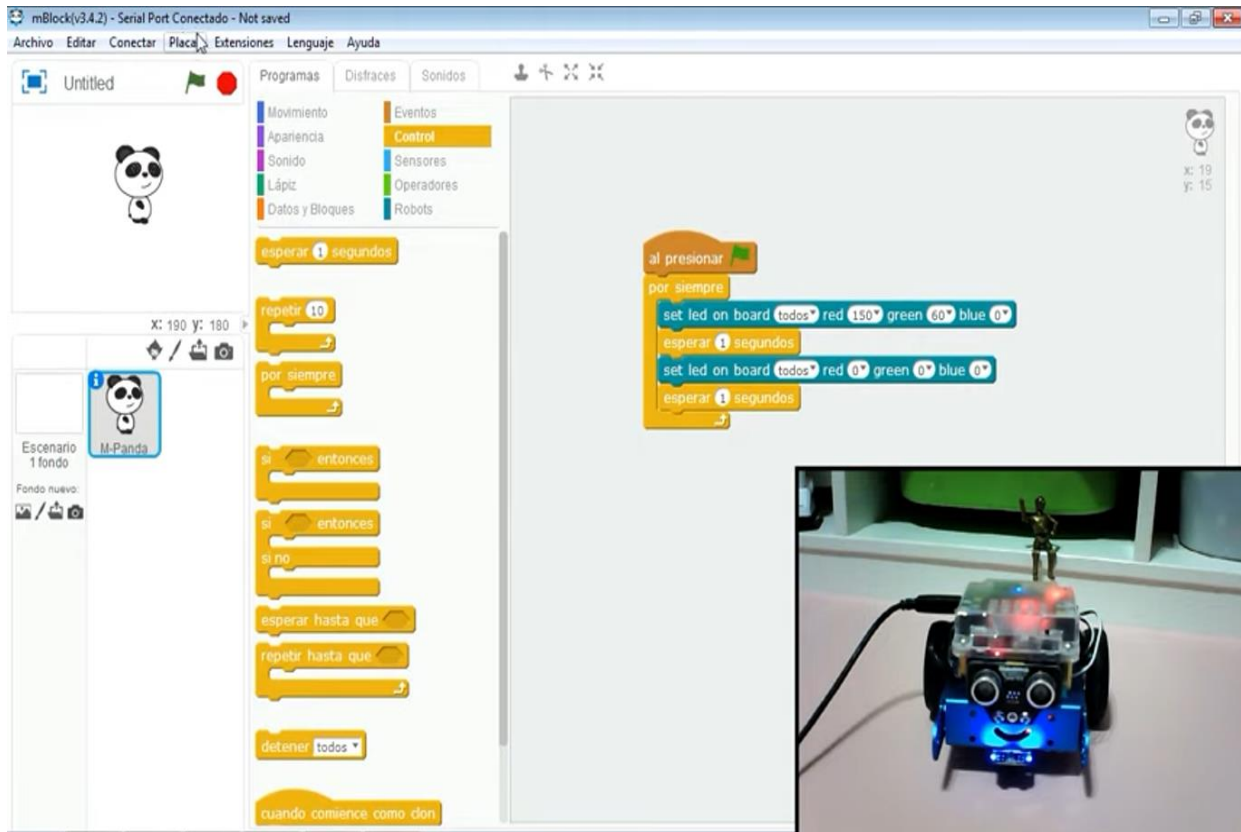 mBlock(v3.4.2) - Serial Port Conectado - Not saved
Archivo Editar Conectar Placas Extensiones Lenguaje Ayuda
Untitled
Programas Disfraces Sonidos
Movimiento Eventos
Apariencia Control
Sonido Sensores
Lápiz Operadores
Datos y Bloques Robots
x: 19
y: 15
esperar 1 segundos
repetir 10
por siempre
si entonces
si entonces
si no
esperar hasta que
repetir hasta que
detener todos
cuando comience como clon
al presionar
por siempre
set led on board todos red 150 green 60 blue 0
esperar 1 segundos
set led on board todos red 0 green 0 blue 0
esperar 1 segundos
X: 190 y: 180
Escenario
1 fondo
M-Panda
Fondo nuevo: